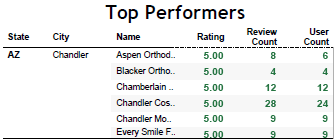 Top Performers
State City Name Rating Review Count User Count
AZ Chandler Aspen Orthod.. 5.00 8 6
Blacker Ortho.. 5.00 4 4
Chamberlain .. 5.00 12 12
Chandler Cos.. 5.00 28 24
Chandler Mo.. 5.00 9 9
Every Smile F.. 5.00 9 9